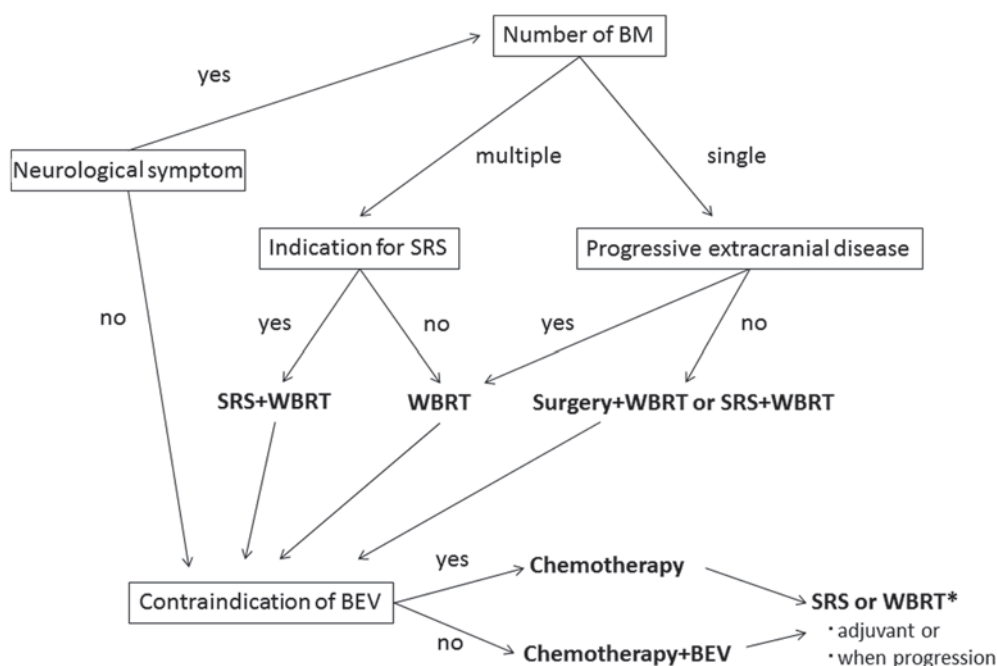 Number of BM
yes
Neurological symptom
multiple
single
Indication for SRS
Progressive extracranial disease
no
yes
no
yes
no
SRS+WBRT
WBRT
Surgery+WBRT or SRS+WBRT
yes
Chemotherapy
Contraindication of BEV
SRS or WBRT*
・adjuvant or
no
Chemotherapy+BEV
・when progression